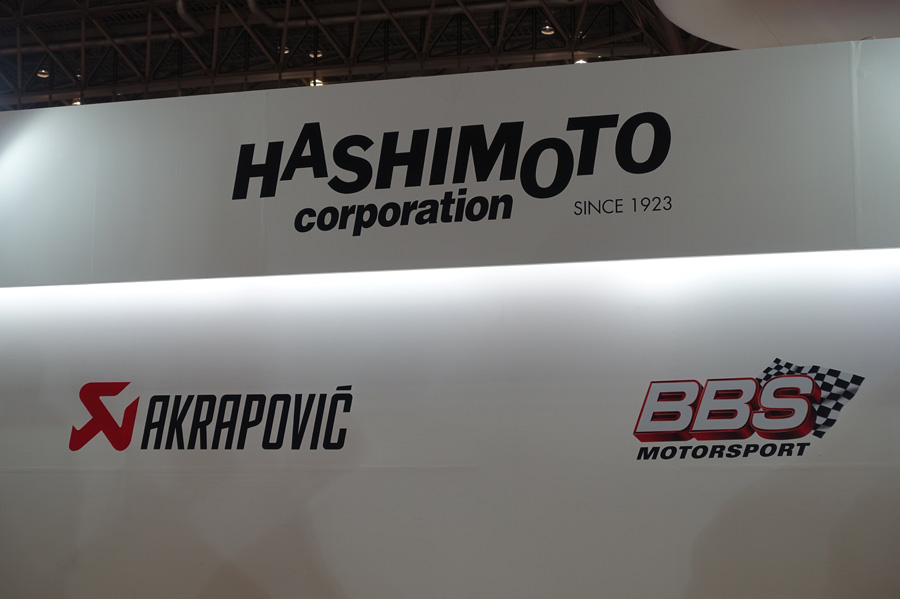 HASHIMOTO
corporation
SINCE 1923
AKRAPOVIČ
BBS
MOTORSPORT